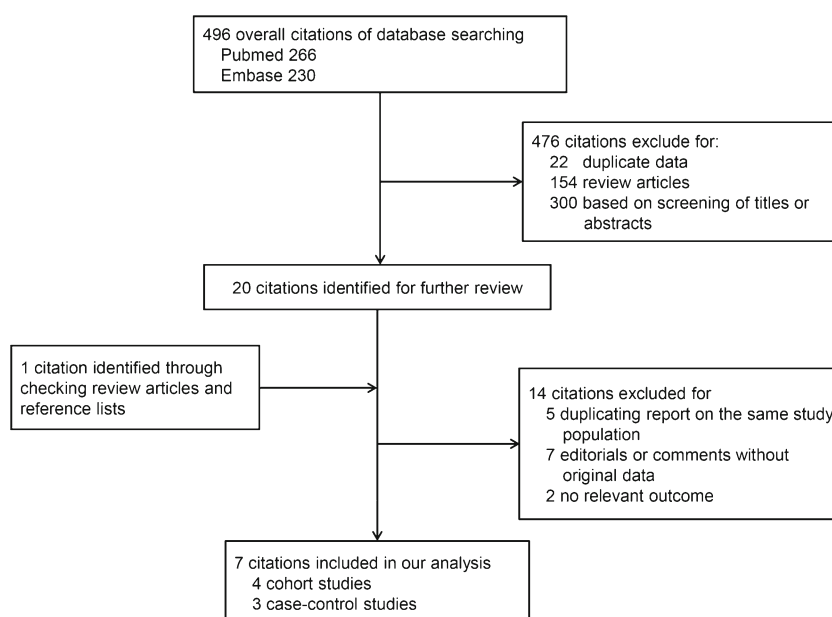 496 overall citations of database searching
Pubmed 266
Embase 230
476 citations exclude for:
22 duplicate data
154 review articles
300 based on screening of titles or
abstracts
20 citations identified for further review
1 citation identified through
checking review articles and
reference lists
14 citations excluded for
5 duplicating report on the same study
population
7 editorials or comments without
original data
2 no relevant outcome
7 citations included in our analysis
4 cohort studies
3 case-control studies